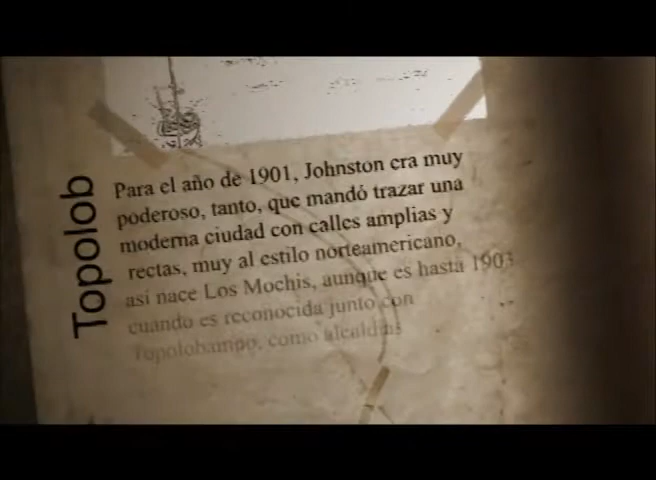 Topolob
Para el año de 1901, Johnston era muy
poderoso, tanto, que mandó trazar una
moderna ciudad con calles amplias y
rectas, muy al estilo norteamericano,
así nace Los Mochis, aunque es hasta 1903
cuando es reconocida junto con
Topolobampo, como alcaldías